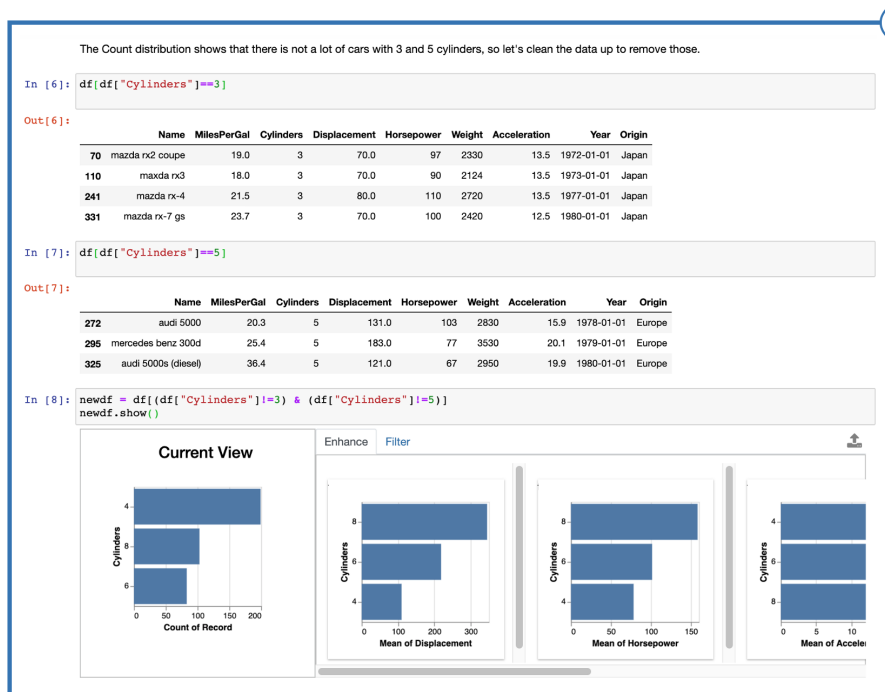 The Count distribution shows that there is not a lot of cars with 3 and 5 cylinders, so let's clean the data up to remove those.
In [6]: df[df["Cylinders"]==3]
Out[6]:
Name MilesPerGal Cylinders Displacement Horsepower Weight Acceleration Year Origin
70 mazda rx2 coupe 19.0 3 70.0 97 2330 13.5 1972-01-01 Japan
110 maxda rx3 18.0 3 70.0 90 2124 13.5 1973-01-01 Japan
241 mazda rx-4 21.5 3 80.0 110 2720 13.5 1977-01-01 Japan
331 mazda rx-7 gs 23.7 3 70.0 100 2420 12.5 1980-01-01 Japan
In [7]: df[df["Cylinders"]==5]
Out[7]:
Name MilesPerGal Cylinders Displacement Horsepower Weight Acceleration Year Origin
272 audi 5000 20.3 5 131.0 103 2830 15.9 1978-01-01 Europe
295 mercedes benz 300d 25.4 5 183.0 77 3530 20.1 1979-01-01 Europe
325 audi 5000s (diesel) 36.4 5 121.0 67 2950 19.9 1980-01-01 Europe
In [8]: newdf = df[(df["Cylinders"]!=3) & (df["Cylinders"]!=5)]
newdf.show()
Current View
Cylinders
4
8
6
0 50 100 150 200
Count of Record
Enhance Filter
Cylinders
8
6
4
0 100 200 300
Mean of Displacement
Cylinders
8
6
4
0 50 100 150
Mean of Horsepower
Cylinders
4
6
8
0 5 10
Mean of Acceler